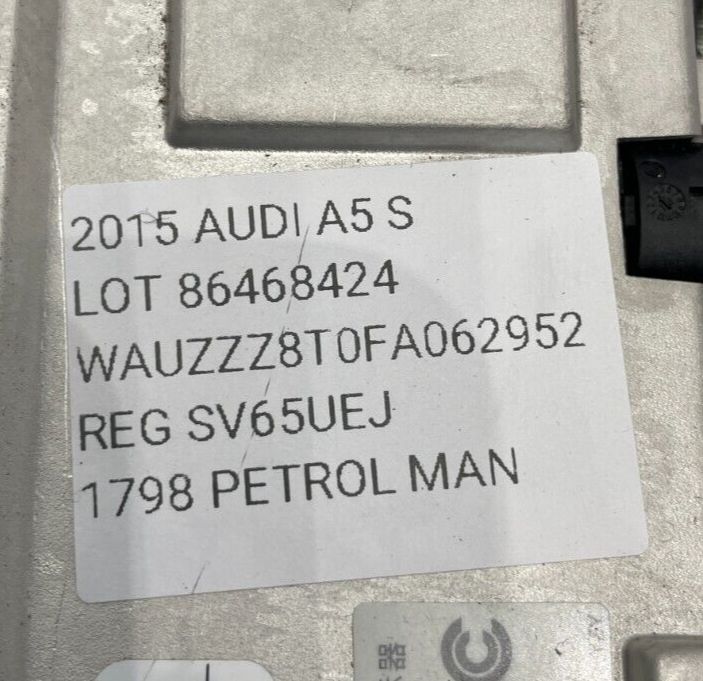 2015 AUDI A5 S
LOT 86468424
WAUZZZ8T0FA062952
REG SV65UEJ
1798 PETROL MAN